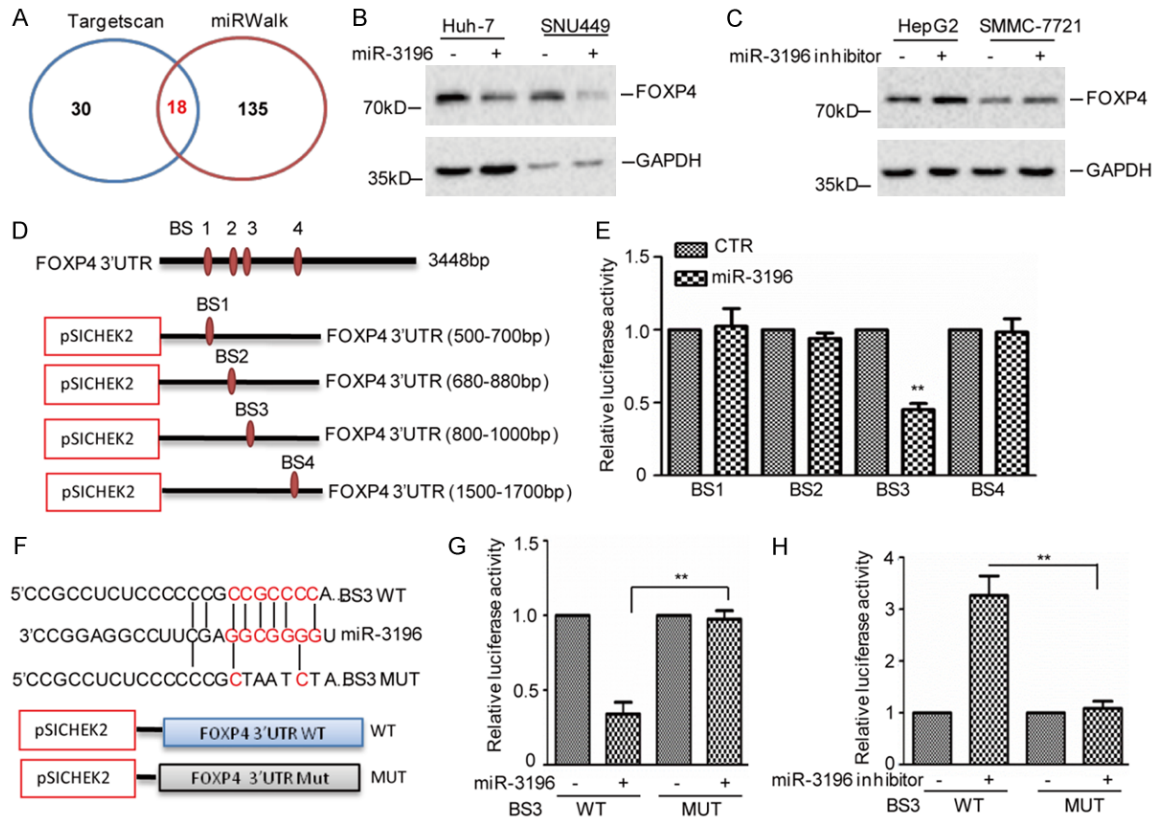 A
Targetscan miRWalk
30 18 135
B
Huh-7 SNU449
miR-3196 - + - +
70kD FOXP4
35kD GAPDH
C
HepG2 SMMC-7721
miR-3196 inhibitor - + - +
70kD FOXP4
35kD GAPDH
D
BS 1 2 3 4
FOXP4 3'UTR 3448bp
BS1
pSICHEK2 FOXP4 3'UTR (500-700bp)
BS2
pSICHEK2 FOXP4 3'UTR (680-880bp)
BS3
pSICHEK2 FOXP4 3'UTR (800-1000bp)
BS4
pSICHEK2 FOXP4 3'UTR (1500-1700bp)
E
CTR
miR-3196
Relative luciferase activity
1.5
1.0
0.5
0
**
BS1 BS2 BS3 BS4
F
5'CCGCCUCUCCCCCCGCCGCCCCA..BS3 WT
3'CCGGAGGCCUUCGAGGCGGGGU miR-3196
5'CCGCCUCUCCCCCCGCTAATCTA..BS3 MUT
pSICHEK2 FOXP4 3'UTR WT WT
pSICHEK2 FOXP4 3'UTR Mut MUT
G
Relative luciferase activity
1.5
1.0
0.5
0
**
miR-3196 - + - +
BS3 WT MUT
H
Relative luciferase activity
4
3
2
1
0
**
miR-3196 inhibitor - + - +
BS3 WT MUT